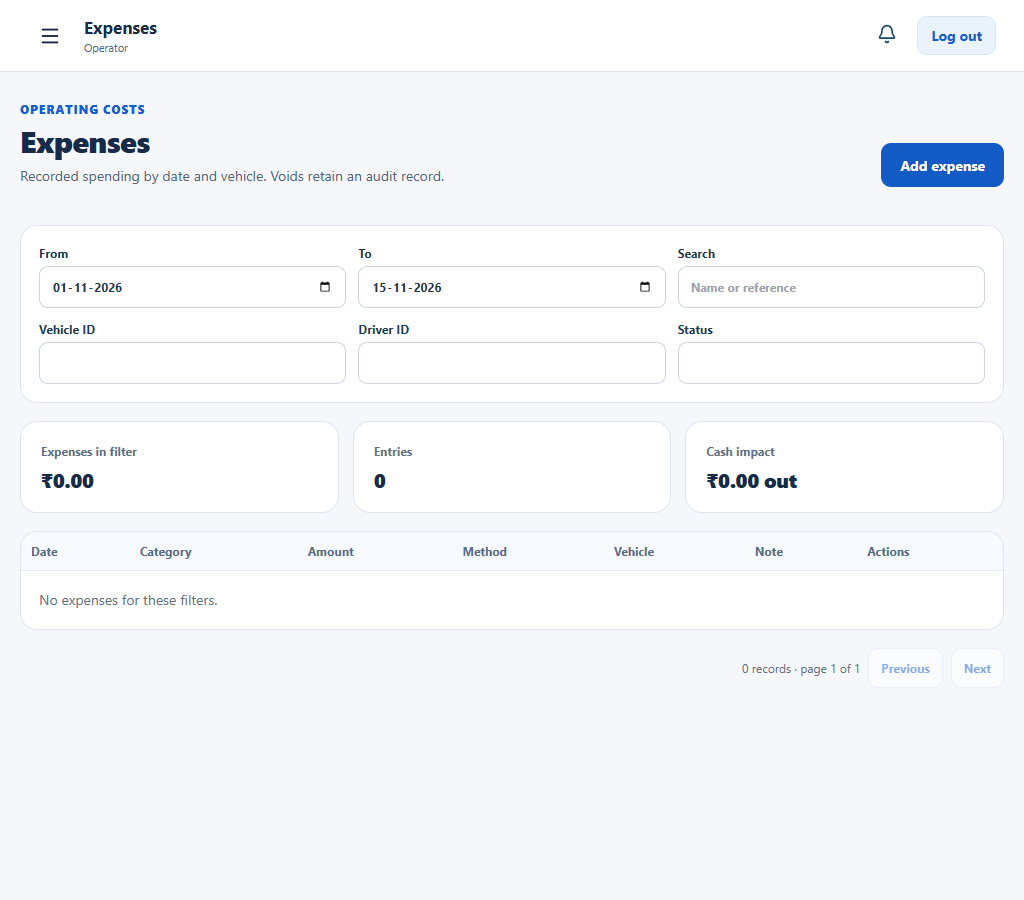 Expenses
Operator
Log out
OPERATING COSTS
Expenses
Recorded spending by date and vehicle. Voids retain an audit record.
Add expense
From To Search
01-11-2026 15-11-2026 Name or reference
Vehicle ID Driver ID Status
Expenses in filter Entries Cash impact
₹0.00 0 ₹0.00 out
Date Category Amount Method Vehicle Note Actions
No expenses for these filters.
0 records · page 1 of 1 Previous Next